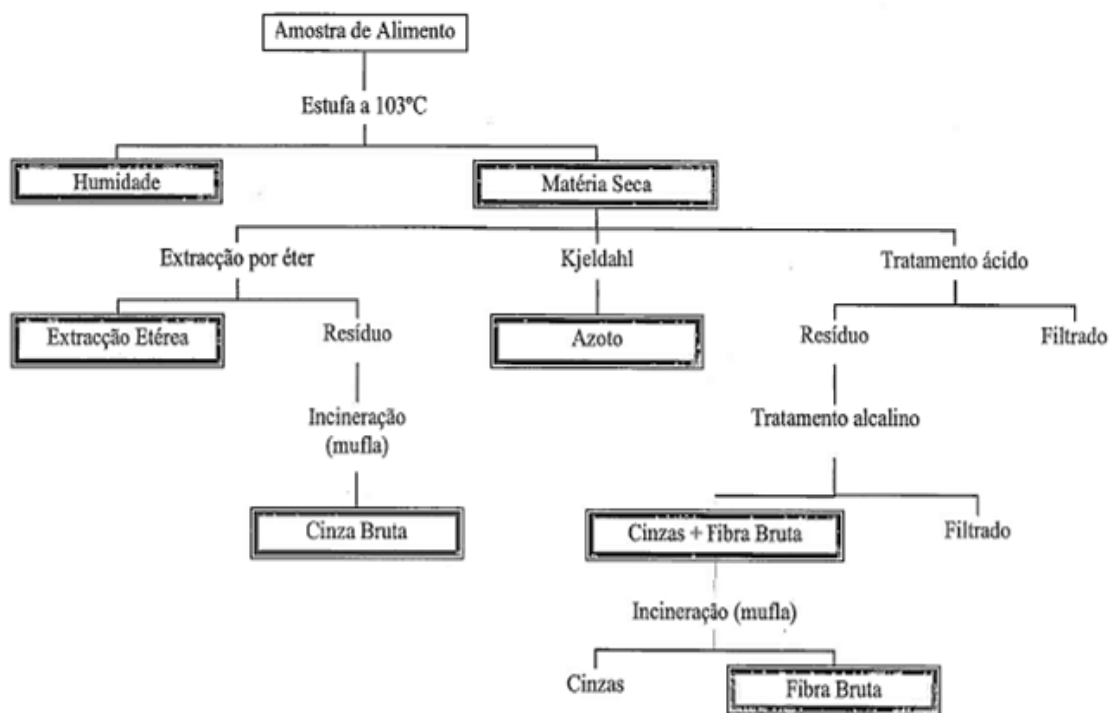 Amostra de Alimento
Estufa a 103ºC
Humidade
Matéria Seca
Extracção por éter
Kjeldahl
Tratamento ácido
Extracção Etérea
Resíduo
Azoto
Resíduo
Filtrado
Incineração
(mufla)
Tratamento alcalino
Cinza Bruta
Cinzas + Fibra Bruta
Filtrado
Incineração (mufla)
Cinzas
Fibra Bruta